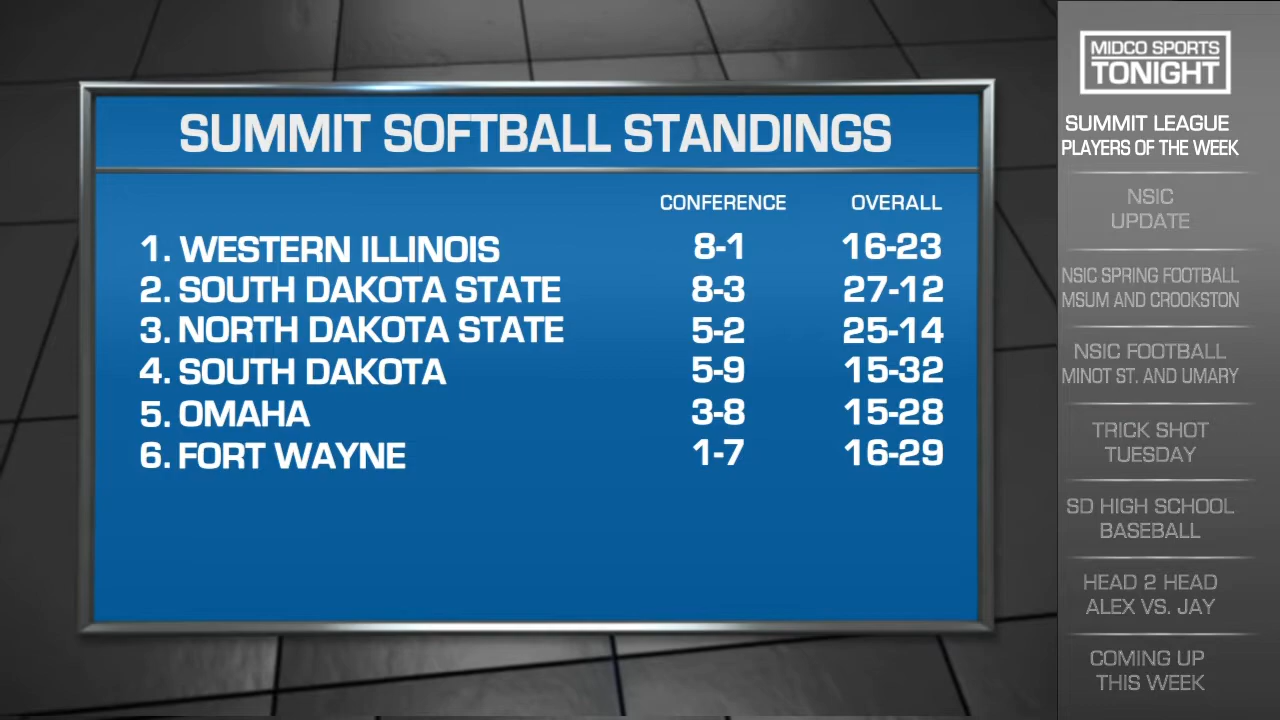 SUMMIT SOFTBALL STANDINGS
CONFERENCE OVERALL
1. WESTERN ILLINOIS 8-1 16-23
2. SOUTH DAKOTA STATE 8-3 27-12
3. NORTH DAKOTA STATE 5-2 25-14
4. SOUTH DAKOTA 5-9 15-32
5. OMAHA 3-8 15-28
6. FORT WAYNE 1-7 16-29
MIDCO SPORTS
TONIGHT
SUMMIT LEAGUE
PLAYERS OF THE WEEK
NSIC
UPDATE
NSIC SPRING FOOTBALL
MSUM AND CROOKSTON
NSIC FOOTBALL
MINOT ST. AND UMARY
TRICK SHOT
TUESDAY
SD HIGH SCHOOL
BASEBALL
HEAD 2 HEAD
ALEX VS. JAY
COMING UP
THIS WEEK